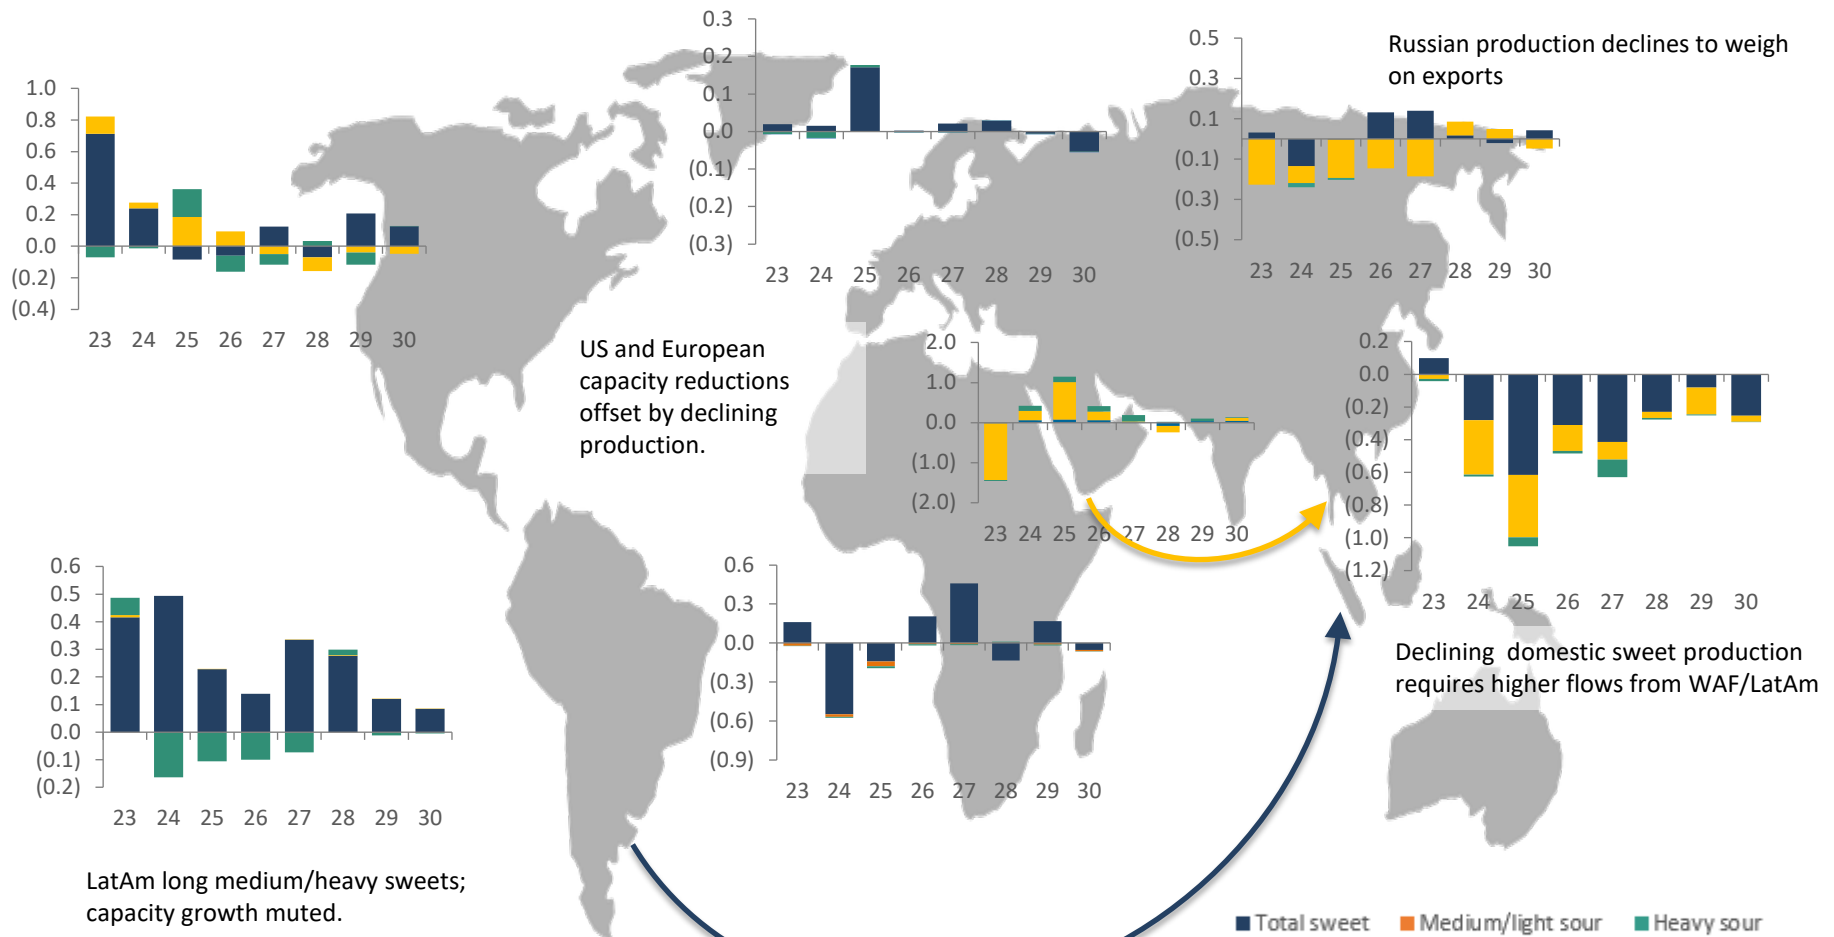 1.0
0.8
0.6
0.4
0.2
0.0
(0.2)
(0.4)
23 24 25 26 27 28 29 30
0.3
0.2
0.1
0.0
(0.1)
(0.2)
(0.3)
23 24 25 26 27 28 29 30
Russian production declines to weigh
on exports
0.5
0.3
0.1
(0.1)
(0.3)
(0.5)
23 24 25 26 27 28 29 30
US and European
capacity reductions
offset by declining
production.
2.0
1.0
0.0
(1.0)
(2.0)
23 24 25 26 27 28 29 30
0.2
0.0
(0.2)
(0.4)
(0.6)
(0.8)
(1.0)
(1.2)
23 24 25 26 27 28 29 30
Declining domestic sweet production
requires higher flows from WAF/LatAm
0.6
0.5
0.4
0.3
0.2
0.1
0.0
(0.1)
(0.2)
23 24 25 26 27 28 29 30
LatAm long medium/heavy sweets;
capacity growth muted.
0.6
0.3
0.0
(0.3)
(0.6)
(0.9)
23 24 25 26 27 28 29 30
Total sweet Medium/light sour Heavy sour